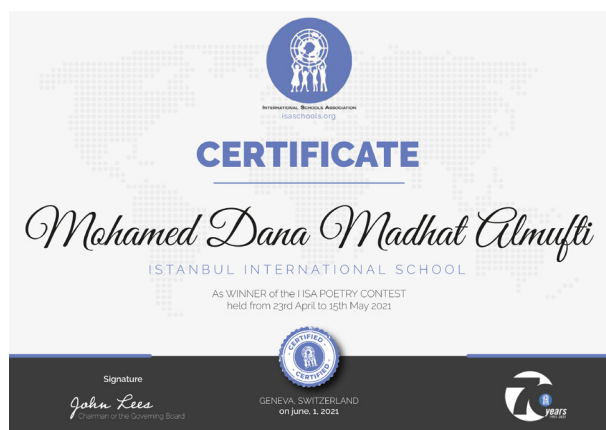 INTERNATIONAL SCHOOLS ASSOCIATION
isaschools.org
CERTIFICATE
Mohamed Dana Madhat Almufti
ISTANBUL INTERNATIONAL SCHOOL
As WINNER of the I ISA POETRY CONTEST
held from 23rd April to 15th May 2021
CERTIFIED
CERTIFIED
Signature
John Lees
Chairman or the Governing Board
GENEVA, SWITZERLAND
on june, 1, 2021
70
years